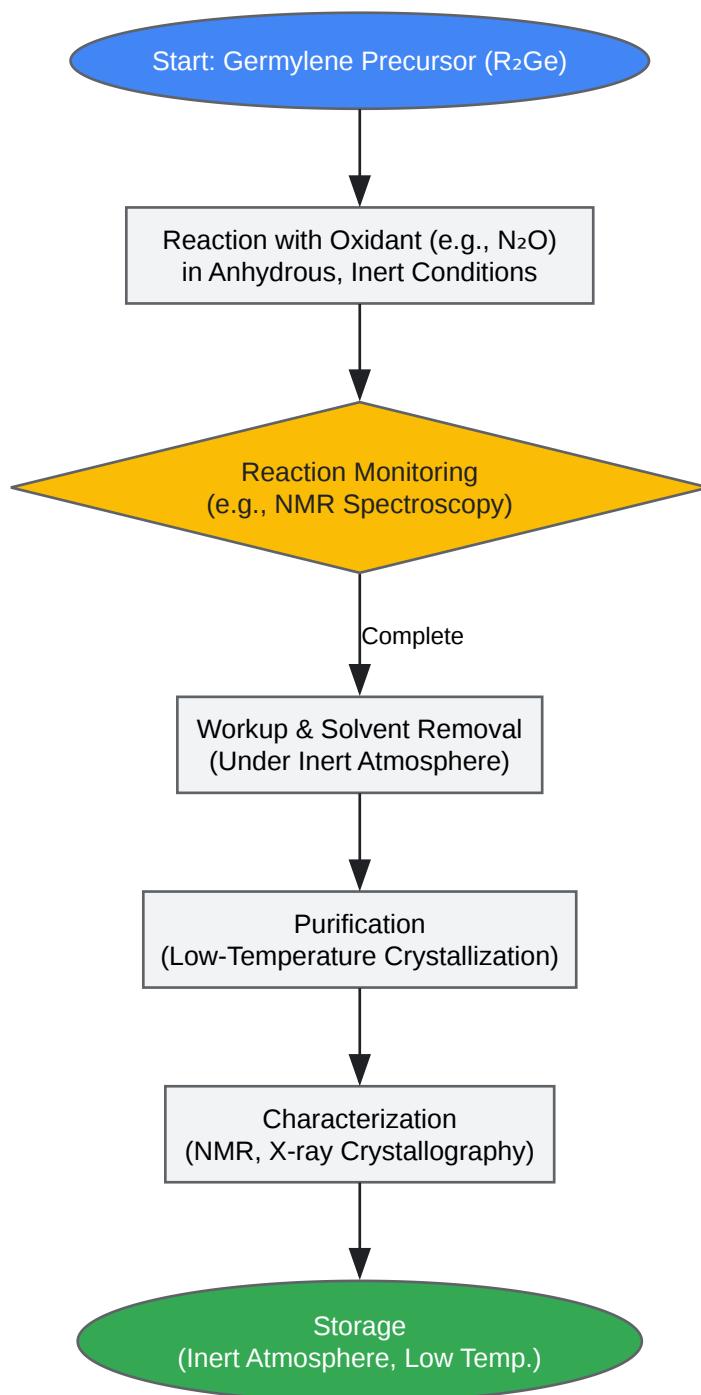 Start: Germylene Precursor (R₂Ge)
Reaction with Oxidant (e.g., N₂O)
in Anhydrous, Inert Conditions
Reaction Monitoring
(e.g., NMR Spectroscopy)
Complete
Workup & Solvent Removal
(Under Inert Atmosphere)
Purification
(Low-Temperature Crystallization)
Characterization
(NMR, X-ray Crystallography)
Storage
(Inert Atmosphere, Low Temp.)